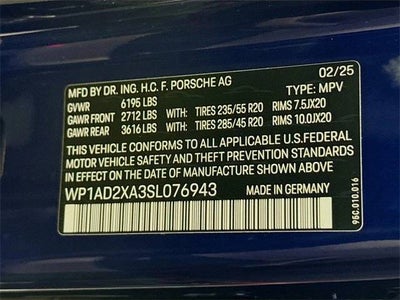 MFD BY DR. ING. H.C. F. PORSCHE AG 02/25
GVWR 6195 LBS TYPE: MPV
GAWR FRONT 2712 LBS WITH: TIRES 235/55 R20 RIMS 7.5JX20
GAWR REAR 3616 LBS WITH: TIRES 285/45 R20 RIMS 10.0JX20
THIS VEHICLE CONFORMS TO ALL APPLICABLE U.S.FEDERAL
MOTOR VEHICLE SAFETY AND THEFT PREVENTION STANDARDS
IN EFFECT ON THE DATE OF MANUFACTURE SHOWN ABOVE
WP1AD2XA3SL076943 MADE IN GERMANY
95C.010.016